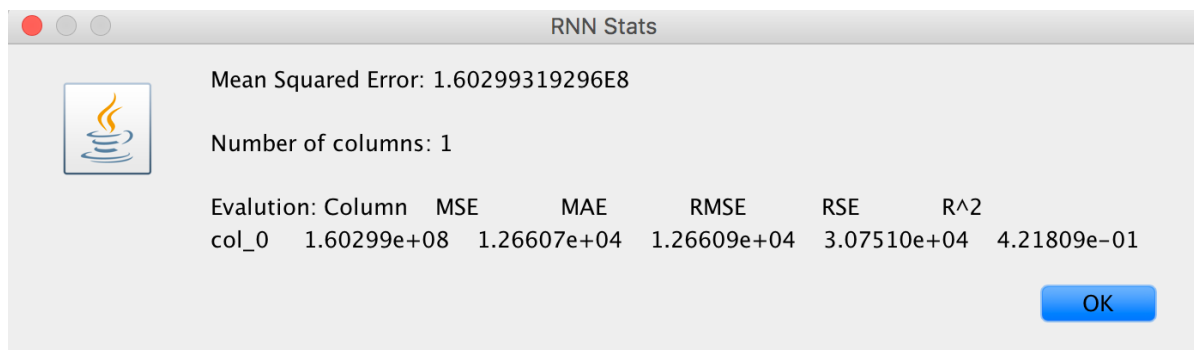 RNN Stats
Mean Squared Error: 1.60299319296E8
Number of columns: 1
Evalution: Column MSE MAE RMSE RSE R^2
col_0 1.60299e+08 1.26607e+04 1.26609e+04 3.07510e+04 4.21809e-01
OK